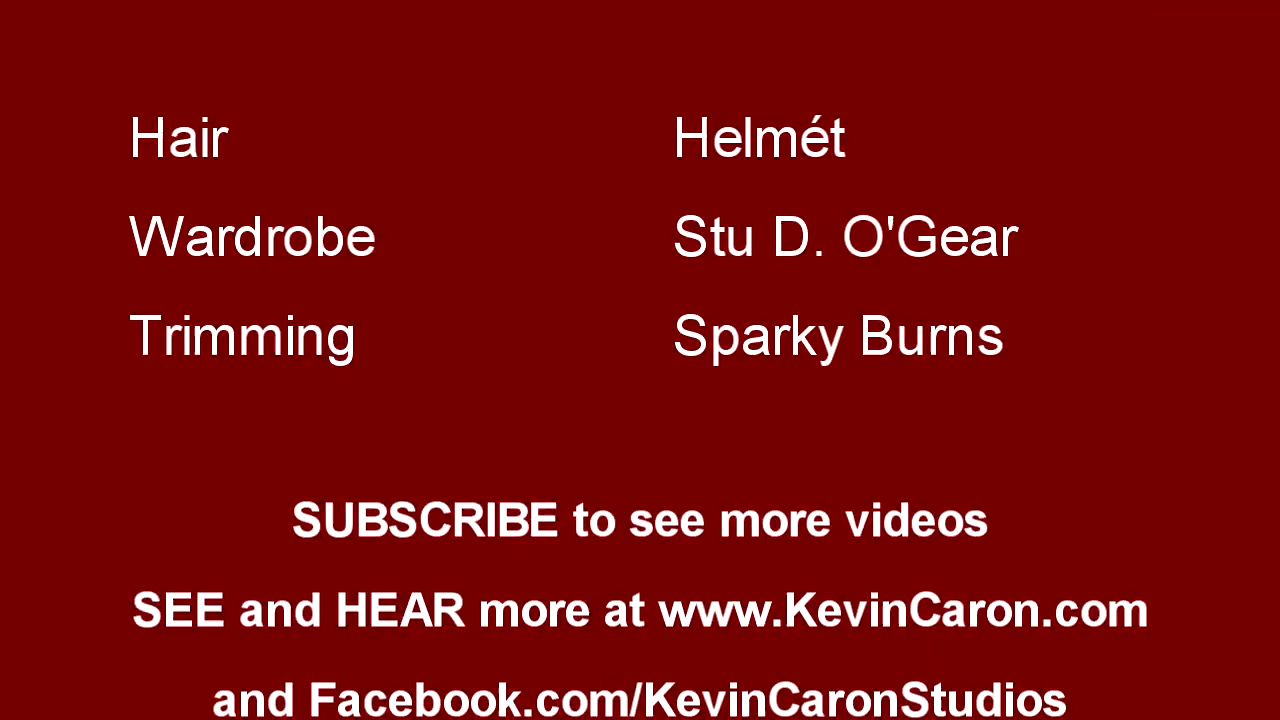 Hair Helmét
Wardrobe Stu D. O'Gear
Trimming Sparky Burns
SUBSCRIBE to see more videos
SEE and HEAR more at www.KevinCaron.com
and Facebook.com/KevinCaronStudios